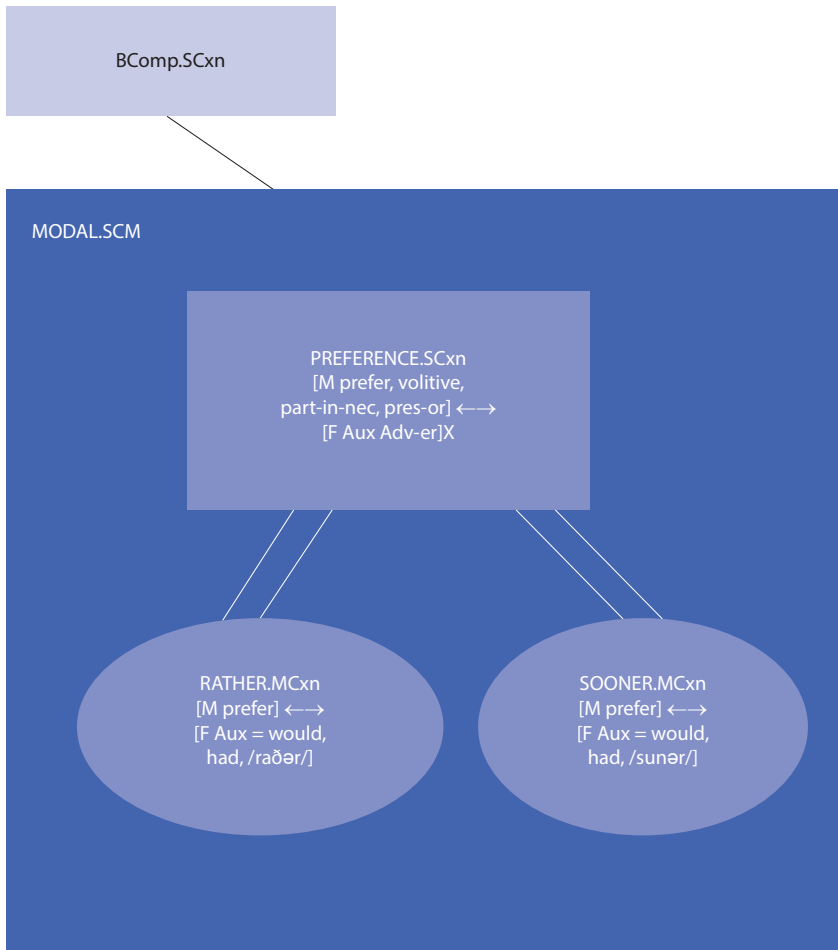 BComp.SCxn
MODAL.SCM
PREFERENCE.SCxn
[M prefer, volitive,
part-in-nec, pres-or] ←→
[F Aux Adv-er]X
RATHER.MCxn
[M prefer] ←→
[F Aux = would,
had, /raðər/]
SOONER.MCxn
[M prefer] ←→
[F Aux = would,
had, /sunər/]